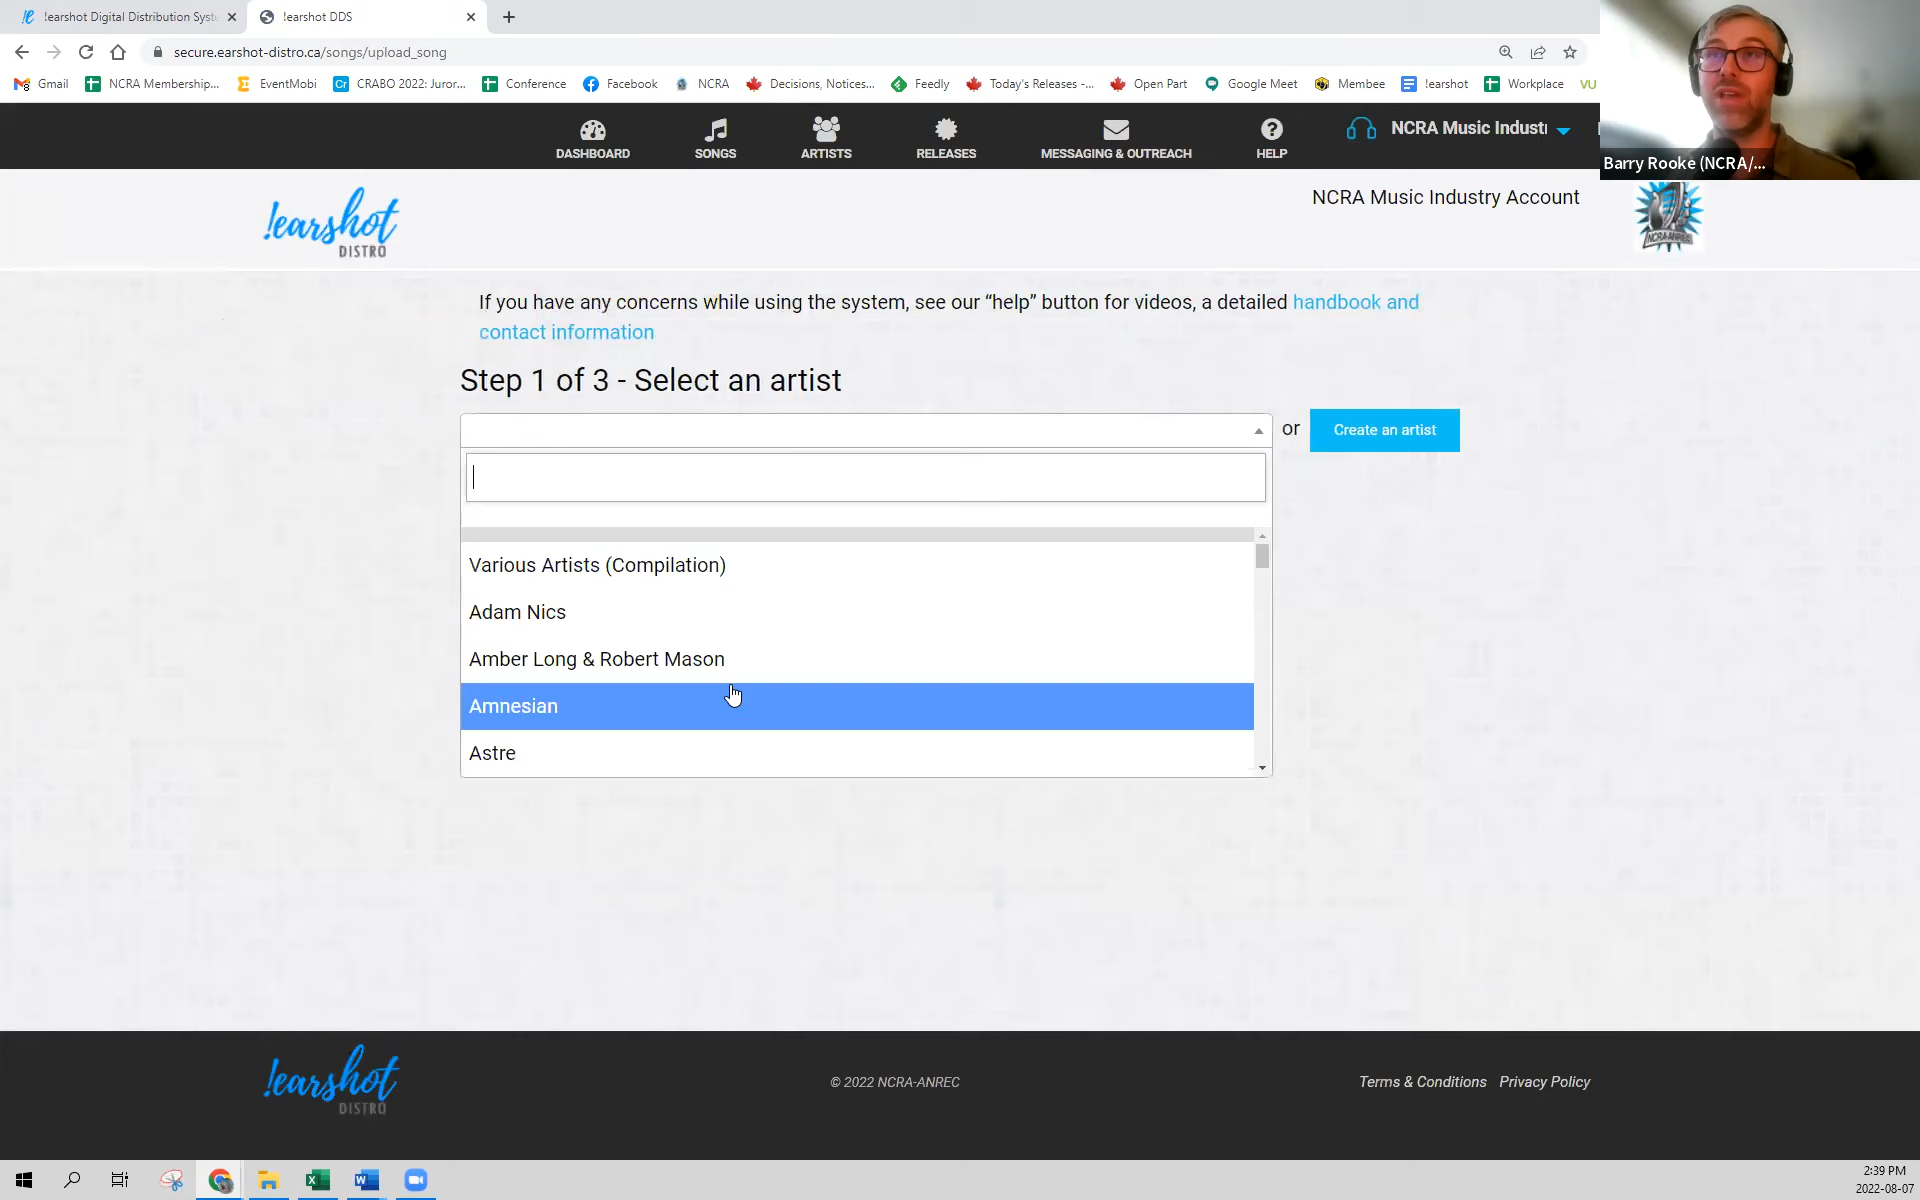 !earshot Digital Distribution Syst
!earshot DDS
secure.earshot-distro.ca/songs/upload_song
Gmail
NCRA Membership...
EventMobi
CRABO 2022: Juror...
Conference
Facebook
NCRA
Decisions, Notices...
Feedly
Today's Releases -...
Open Part
Google Meet
Membee
!earshot
Workplace
VU
DASHBOARD
SONGS
ARTISTS
RELEASES
MESSAGING & OUTREACH
HELP
NCRA Music Industr
Barry Rooke (NCRA/...
!earshot
DISTRO
NCRA Music Industry Account
NCRA-ANREC
If you have any concerns while using the system, see our “help” button for videos, a detailed handbook and
contact information
Step 1 of 3 - Select an artist
or
Create an artist
Various Artists (Compilation)
Adam Nics
Amber Long & Robert Mason
Amnesian
Astre
!earshot
DISTRO
© 2022 NCRA-ANREC
Terms & Conditions
Privacy Policy
2:39 PM
2022-08-07